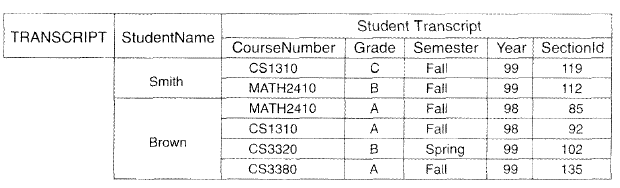 Student Transcript
TRANSCRIPT StudentName
CourseNumber Grade Semester Year SectionId
Smith
CS1310 C Fall 99 119
MATH2410 B Fall 99 112
Brown
MATH2410 A Fall 98 85
CS1310 A Fall 98 92
CS3320 B Spring 99 102
CS3380 A Fall 99 135